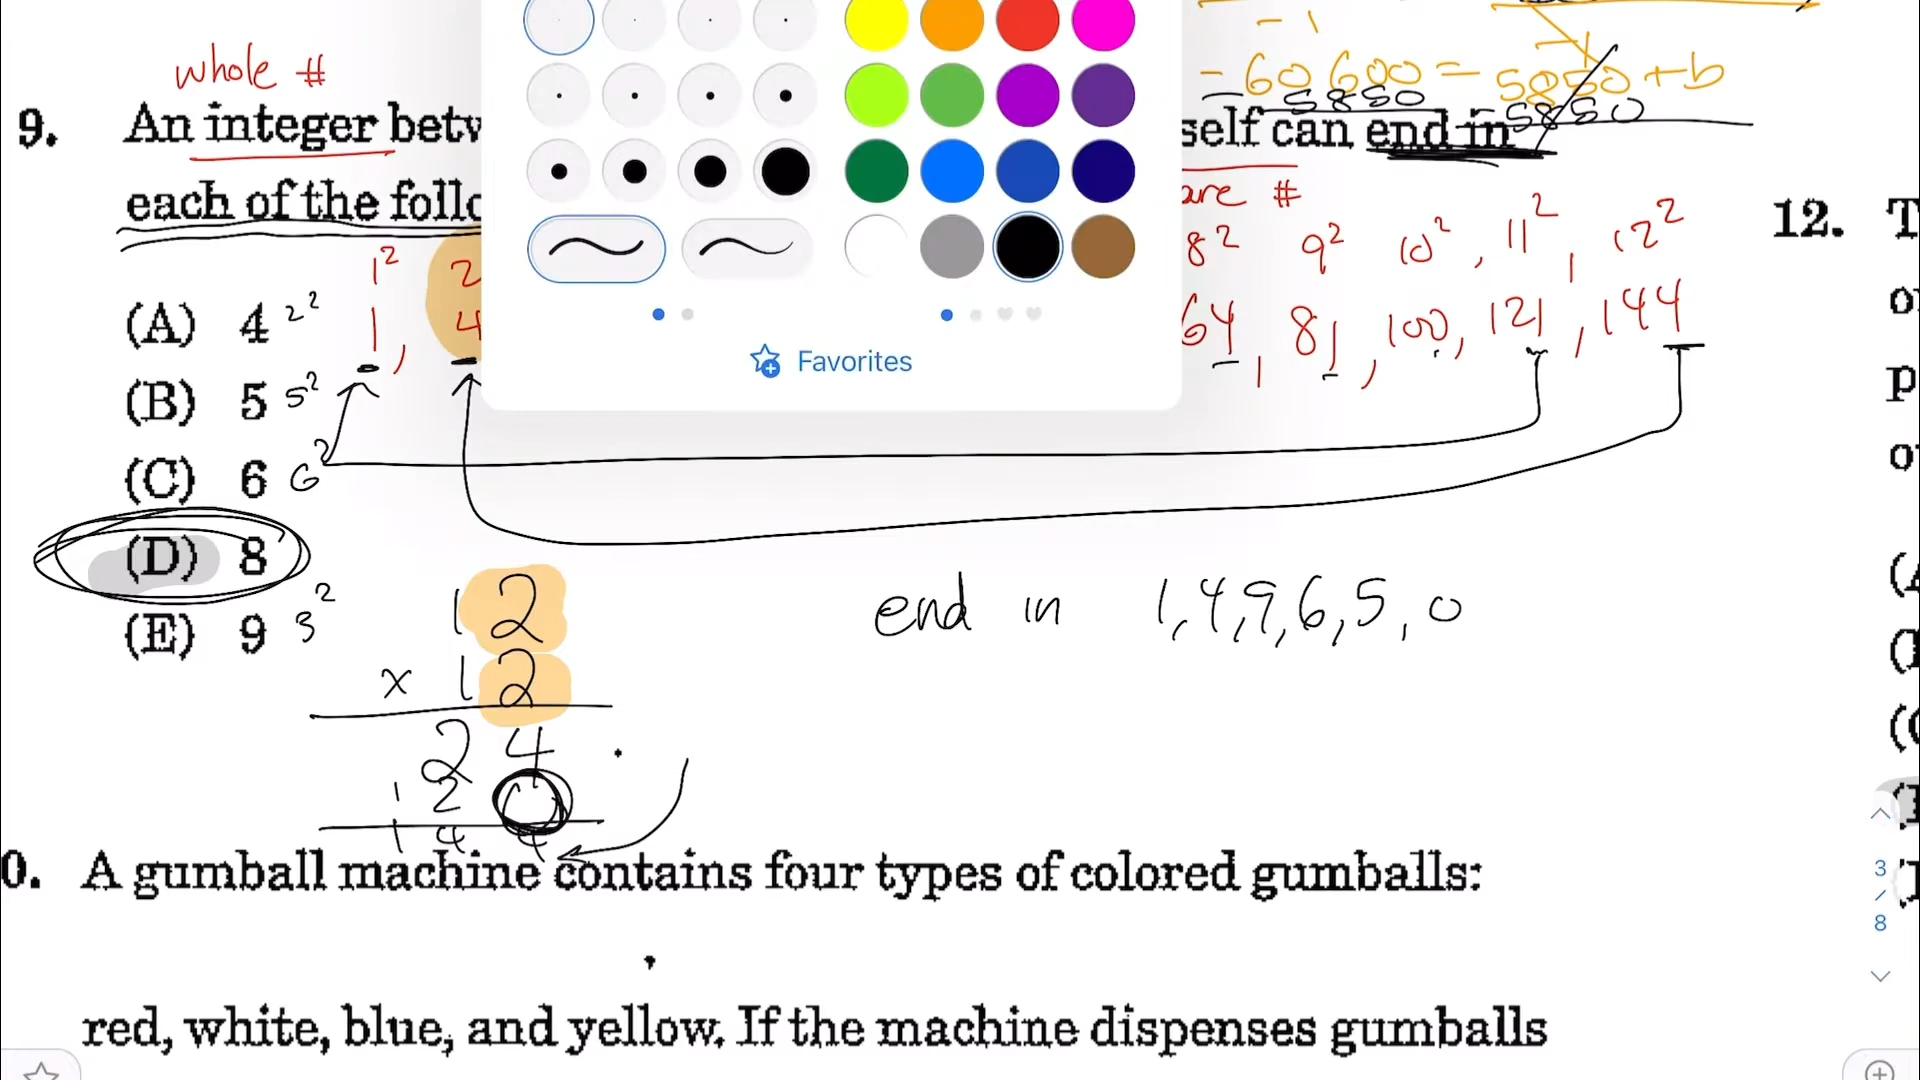 whole #
- 1
-1
- 60,600 = 5850 + b
5850
5850
9. An integer betw self can end in
each of the follo
are #
12. T
1² 2 8² 9² 10², 11², 12²
(A) 4 2² 1, 4 64, 81, 100, 121, 144
(B) 5 5²
(C) 6 6²
(D) 8
(E) 9 3²
Favorites
12
x 12
24
120
144
end in 1,4,9,6,5,0
3
/
8
0. A gumball machine contains four types of colored gumballs:
red, white, blue, and yellow. If the machine dispenses gumballs